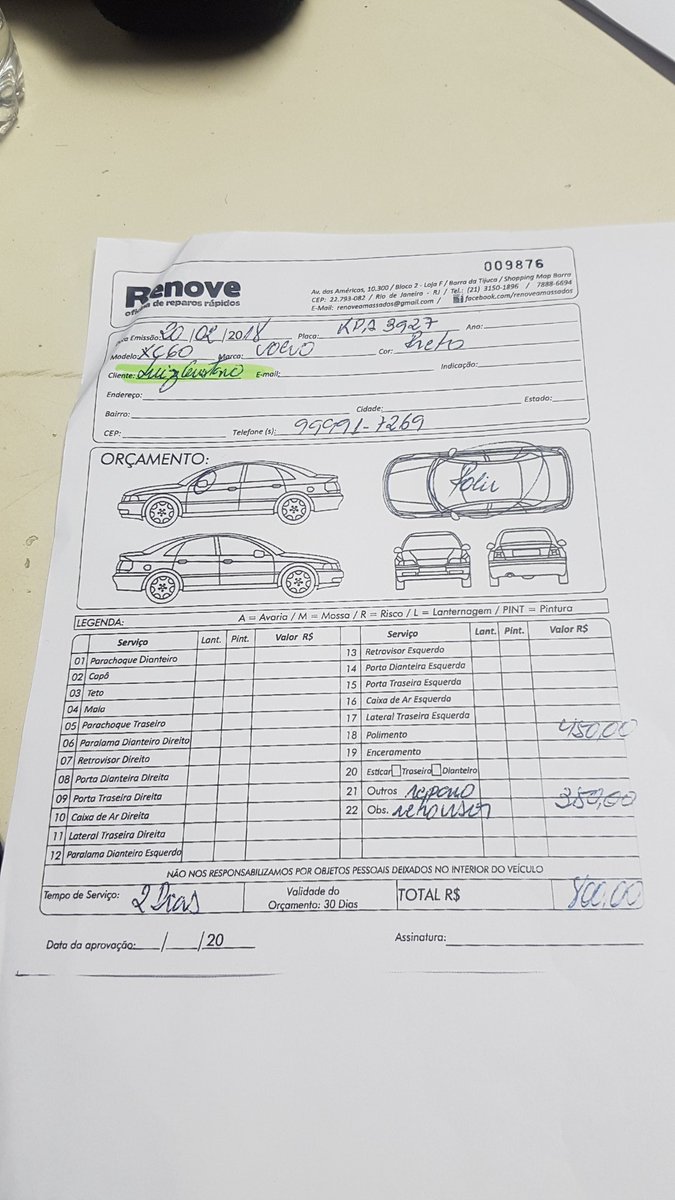 009876
Renove
oficina de reparos rápidos
Av. das Américas, 10.300 / Bloco 2 - Loja F / Barra da Tijuca / Shopping Map Barra
CEP: 22.793-082 / Rio de Janeiro - RJ / Tel.: (21) 3150-1896 / 7888-6694
E-Mail: renoveamassados@gmail.com / facebook.com/renoveamassados
Emissão: 20/02/2018 Placa: 3927 Ano:
Modelo: XC60 Marca: VOLVO Cor: Preto
Cliente: Luiz E-mail: Indicação:
Endereço:
Bairro: Cidade: Estado:
CEP: Telefone (s): 99991-7269
ORÇAMENTO:
Polir
LEGENDA: A = Avaria / M = Mossa / R = Risco / L = Lanternagem / PINT = Pintura
Serviço Lant. Pint. Valor R$ Serviço Lant. Pint. Valor R$
01 Parachoque Dianteiro 13 Retrovisor Esquerdo
02 Capô 14 Porta Dianteira Esquerda
03 Teto 15 Porta Traseira Esquerda
04 Mala 16 Caixa de Ar Esquerda
05 Parachoque Traseiro 17 Lateral Traseira Esquerda
06 Paralama Dianteiro Direito 18 Polimento 450,00
07 Retrovisor Direito 19 Enceramento
08 Porta Dianteira Direita 20 Esticar Traseiro Dianteiro
09 Porta Traseira Direita 21 Outros reparo 350,00
10 Caixa de Ar Direita 22 Obs. retrovisor
11 Lateral Traseira Direita
12 Paralama Dianteiro Esquerdo
NÃO NOS RESPONSABILIZAMOS POR OBJETOS PESSOAIS DEIXADOS NO INTERIOR DO VEÍCULO
Tempo de Serviço: 2 Dias Validade do Orçamento: 30 Dias TOTAL R$ 800,00
Data da aprovação: / /20 Assinatura: